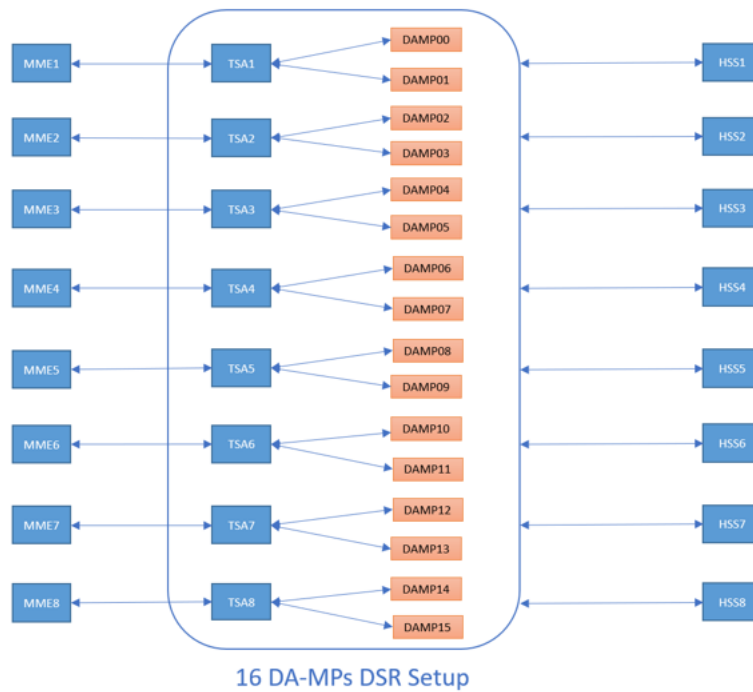 DAMP00
MME1 TSA1 HSS1
DAMP01
DAMP02
MME2 TSA2 HSS2
DAMP03
DAMP04
MME3 TSA3 HSS3
DAMP05
DAMP06
MME4 TSA4 HSS4
DAMP07
DAMP08
MME5 TSA5 HSS5
DAMP09
DAMP10
MME6 TSA6 HSS6
DAMP11
DAMP12
MME7 TSA7 HSS7
DAMP13
DAMP14
MME8 TSA8 HSS8
DAMP15
16 DA-MPs DSR Setup